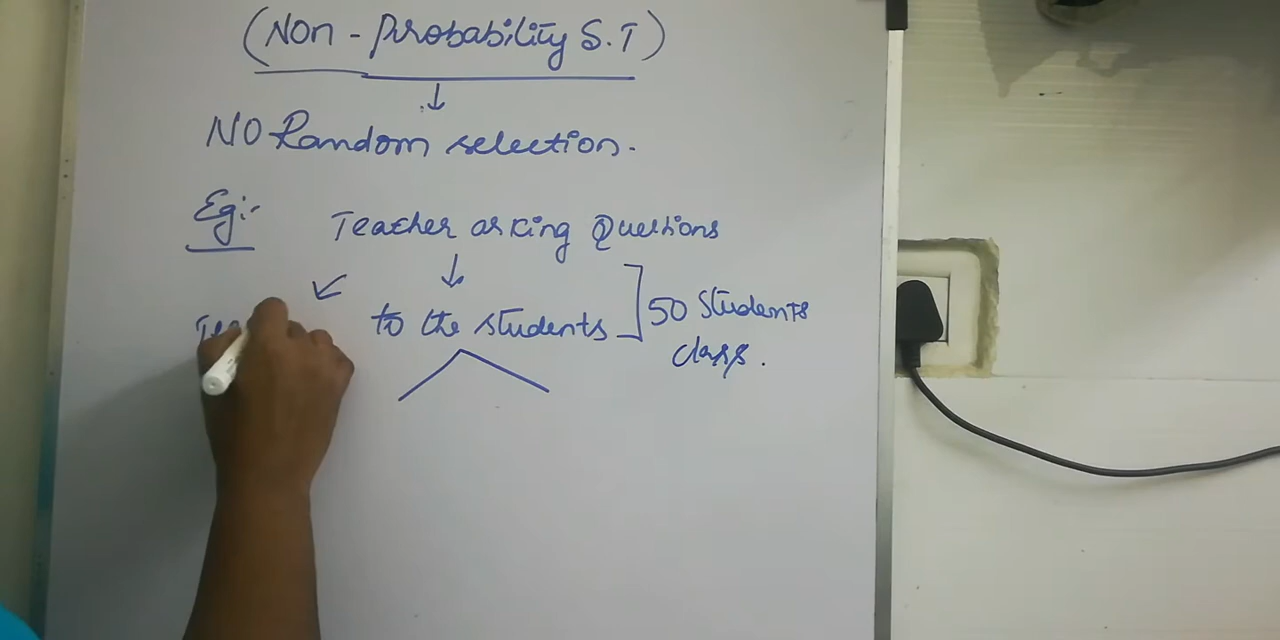 (Non - Probability S.T)
NO Random selection.
Eg:- Teacher asking Questions
to the students ] 50 Students
class.